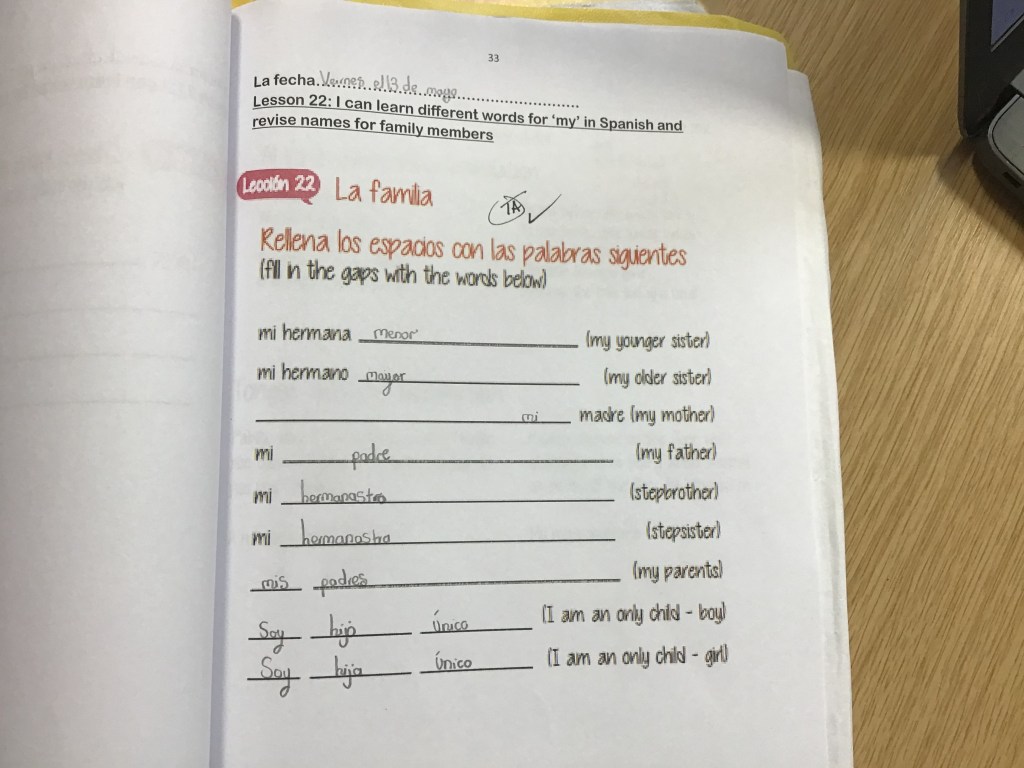 33
La fecha. Viernes el 13 de mayo
Lesson 22: I can learn different words for ‘my’ in Spanish and
revise names for family members
Lección 22 La familia
TA ✓
Rellena los espacios con las palabras siguientes
(fill in the gaps with the words below)
mi hermana menor (my younger sister)
mi hermano mayor (my older sister)
mi madre (my mother)
mi padre (my father)
mi hermanastro (stepbrother)
mi hermanastra (stepsister)
mis padres (my parents)
Soy hijo Único (I am an only child - boy)
Soy hija Único (I am an only child - girl)